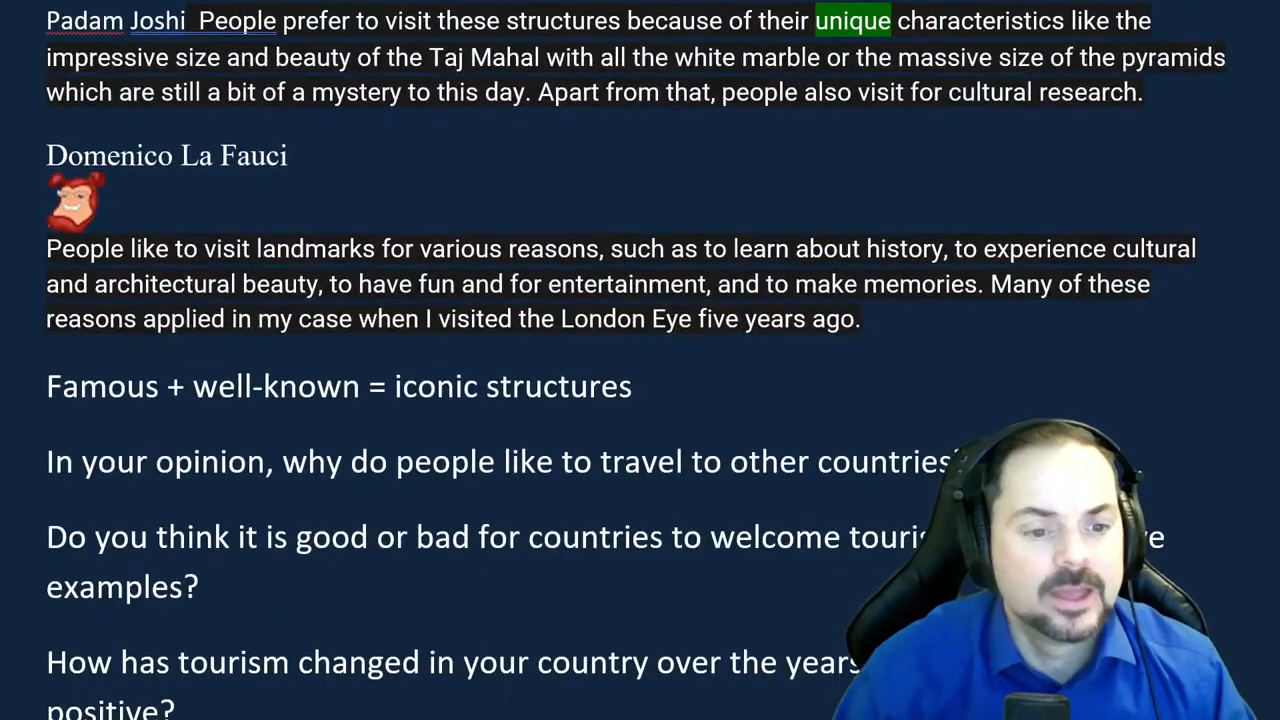 Padam Joshi People prefer to visit these structures because of their unique characteristics like the
impressive size and beauty of the Taj Mahal with all the white marble or the massive size of the pyramids
which are still a bit of a mystery to this day. Apart from that, people also visit for cultural research.
Domenico La Fauci
People like to visit landmarks for various reasons, such as to learn about history, to experience cultural
and architectural beauty, to have fun and for entertainment, and to make memories. Many of these
reasons applied in my case when I visited the London Eye five years ago.
Famous + well-known = iconic structures
In your opinion, why do people like to travel to other countries?
Do you think it is good or bad for countries to welcome
examples?
How has tourism changed in your country over the years
positive?